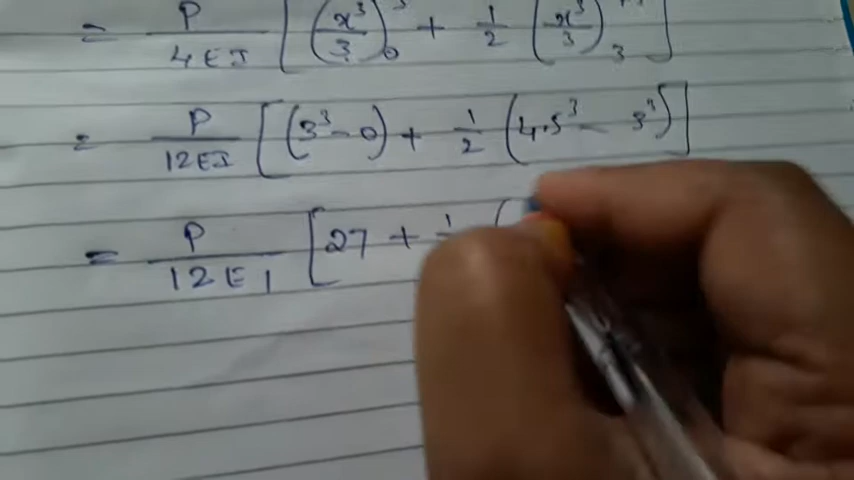 = P/4EI [(x³/3)₀³ + 1/2 (x³/3)₃
= P/12EI [(3³ - 0) + 1/2 (4.5³ - 3³)]
= P/12EI [27 + 1/ (